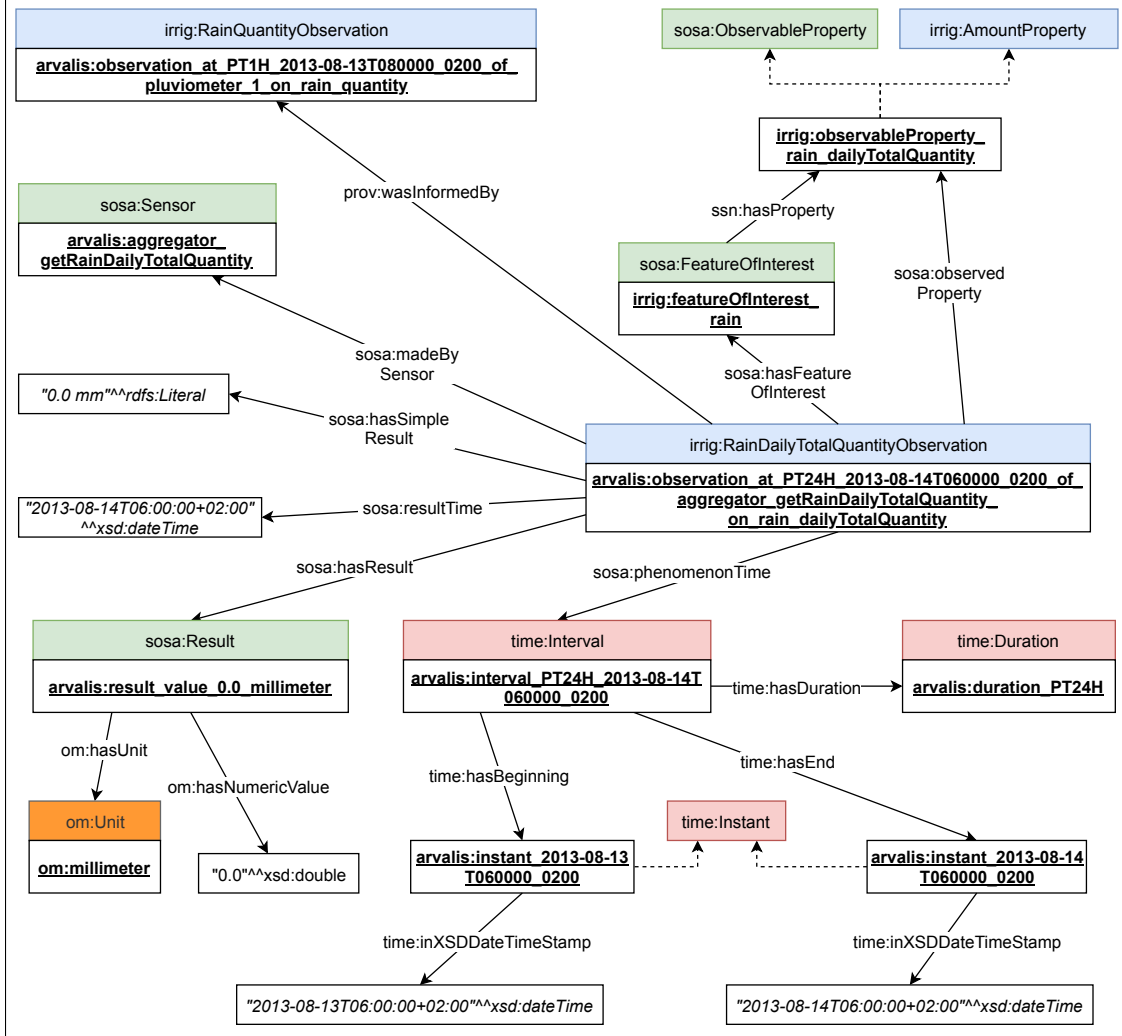 irrig:RainQuantityObservation
arvalis:observation_at_PT1H_2013-08-13T080000_0200_of_
pluviometer_1_on_rain_quantity
sosa:ObservableProperty
irrig:AmountProperty
irrig:observableProperty_
rain_dailyTotalQuantity
prov:wasInformedBy
ssn:hasProperty
sosa:Sensor
arvalis:aggregator_
getRainDailyTotalQuantity
sosa:FeatureOfInterest
irrig:featureOfInterest_
rain
sosa:observed
Property
sosa:madeBy
Sensor
sosa:hasFeature
OfInterest
"0.0 mm"^^rdfs:Literal
sosa:hasSimple
Result
irrig:RainDailyTotalQuantityObservation
arvalis:observation_at_PT24H_2013-08-14T060000_0200_of_
aggregator_getRainDailyTotalQuantity_
on_rain_dailyTotalQuantity
"2013-08-14T06:00:00+02:00"
^^xsd:dateTime
sosa:resultTime
sosa:hasResult
sosa:phenomenonTime
sosa:Result
arvalis:result_value_0.0_millimeter
time:Interval
arvalis:interval_PT24H_2013-08-14T
060000_0200
time:hasDuration
time:Duration
arvalis:duration_PT24H
om:hasUnit
om:hasNumericValue
time:hasBeginning
time:hasEnd
om:Unit
om:millimeter
"0.0"^^xsd:double
time:Instant
arvalis:instant_2013-08-13
T060000_0200
arvalis:instant_2013-08-14
T060000_0200
time:inXSDDateTimeStamp
time:inXSDDateTimeStamp
"2013-08-13T06:00:00+02:00"^^xsd:dateTime
"2013-08-14T06:00:00+02:00"^^xsd:dateTime